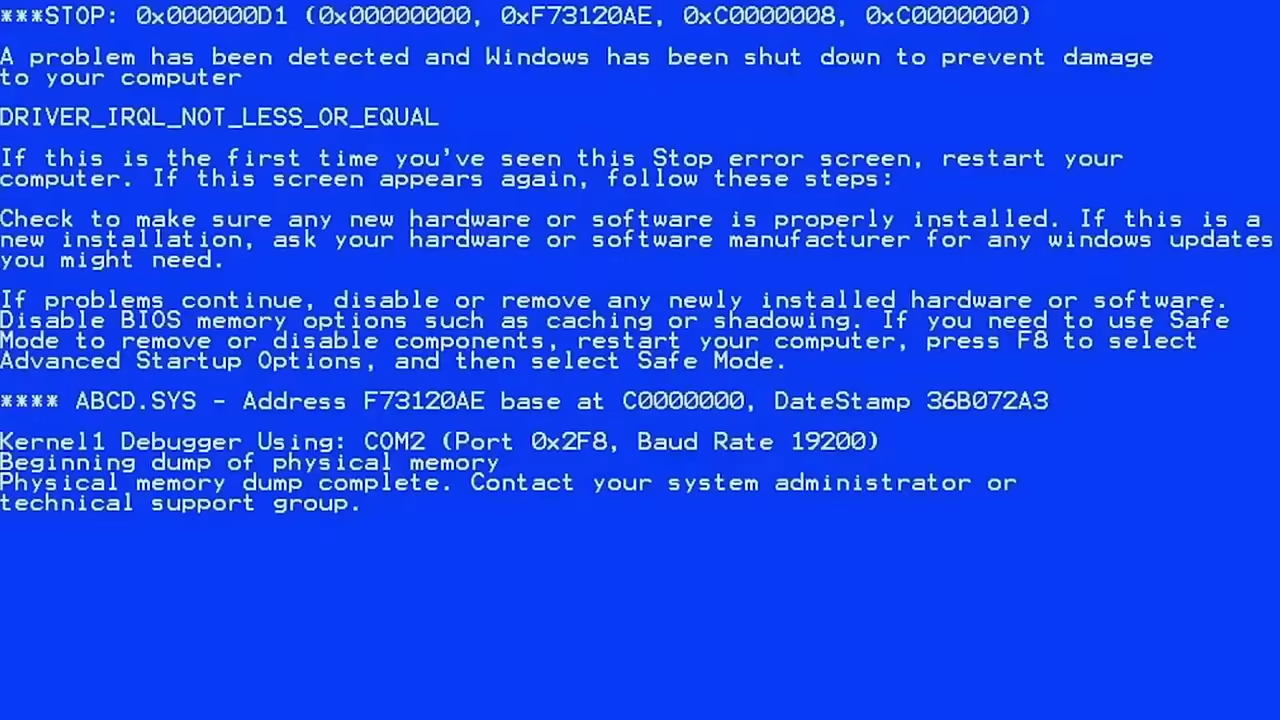 ***STOP: 0x000000D1 (0x00000000, 0xF73120AE, 0xC0000008, 0xC0000000)
A problem has been detected and Windows has been shut down to prevent damage
to your computer
DRIVER_IRQL_NOT_LESS_OR_EQUAL
If this is the first time you've seen this Stop error screen, restart your
computer. If this screen appears again, follow these steps:
Check to make sure any new hardware or software is properly installed. If this is a
new installation, ask your hardware or software manufacturer for any windows updates
you might need.
If problems continue, disable or remove any newly installed hardware or software.
Disable BIOS memory options such as caching or shadowing. If you need to use Safe
Mode to remove or disable components, restart your computer, press F8 to select
Advanced Startup Options, and then select Safe Mode.
**** ABCD.SYS - Address F73120AE base at C0000000, DateStamp 36B072A3
Kernel1 Debugger Using: COM2 (Port 0x2F8, Baud Rate 19200)
Beginning dump of physical memory
Physical memory dump complete. Contact your system administrator or
technical support group.